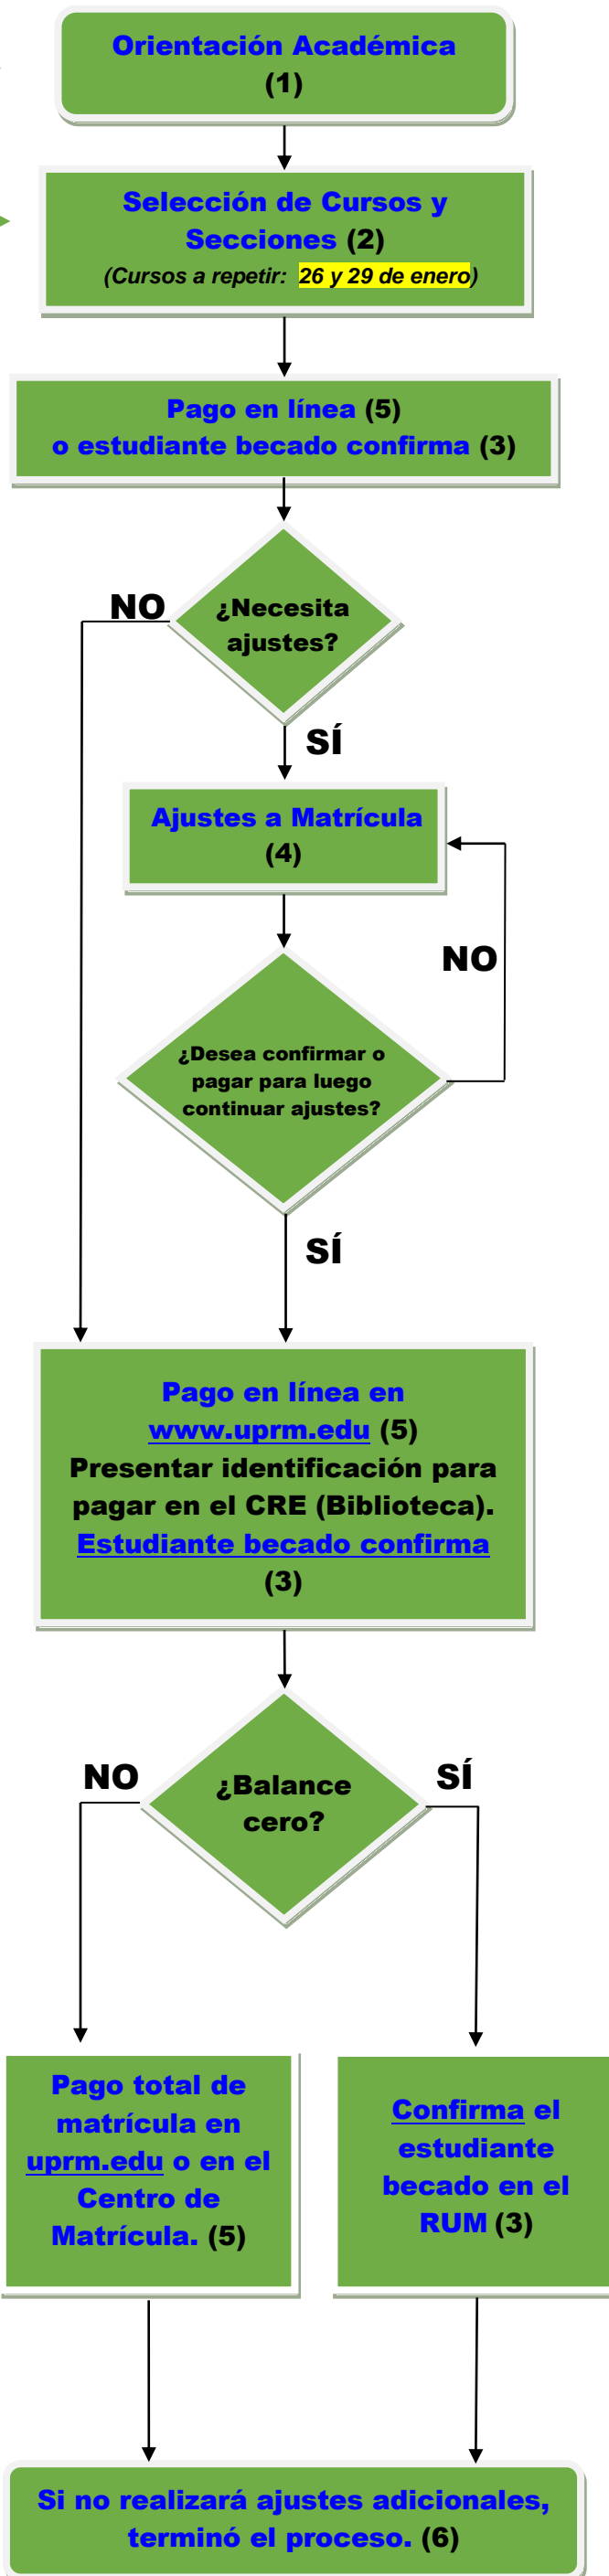 Orientación Académica
(1)
Selección de Cursos y
Secciones (2)
(Cursos a repetir: 26 y 29 de enero)
Pago en línea (5)
o estudiante becado confirma (3)
NO
¿Necesita
ajustes?
SÍ
Ajustes a Matrícula
(4)
NO
¿Desea confirmar o
pagar para luego
continuar ajustes?
SÍ
Pago en línea en
www.uprm.edu (5)
Presentar identificación para
pagar en el CRE (Biblioteca).
Estudiante becado confirma
(3)
NO
¿Balance
cero?
SÍ
Pago total de
matrícula en
uprm.edu o en el
Centro de
Matrícula. (5)
Confirma el
estudiante
becado en el
RUM (3)
Si no realizará ajustes adicionales,
terminó el proceso. (6)